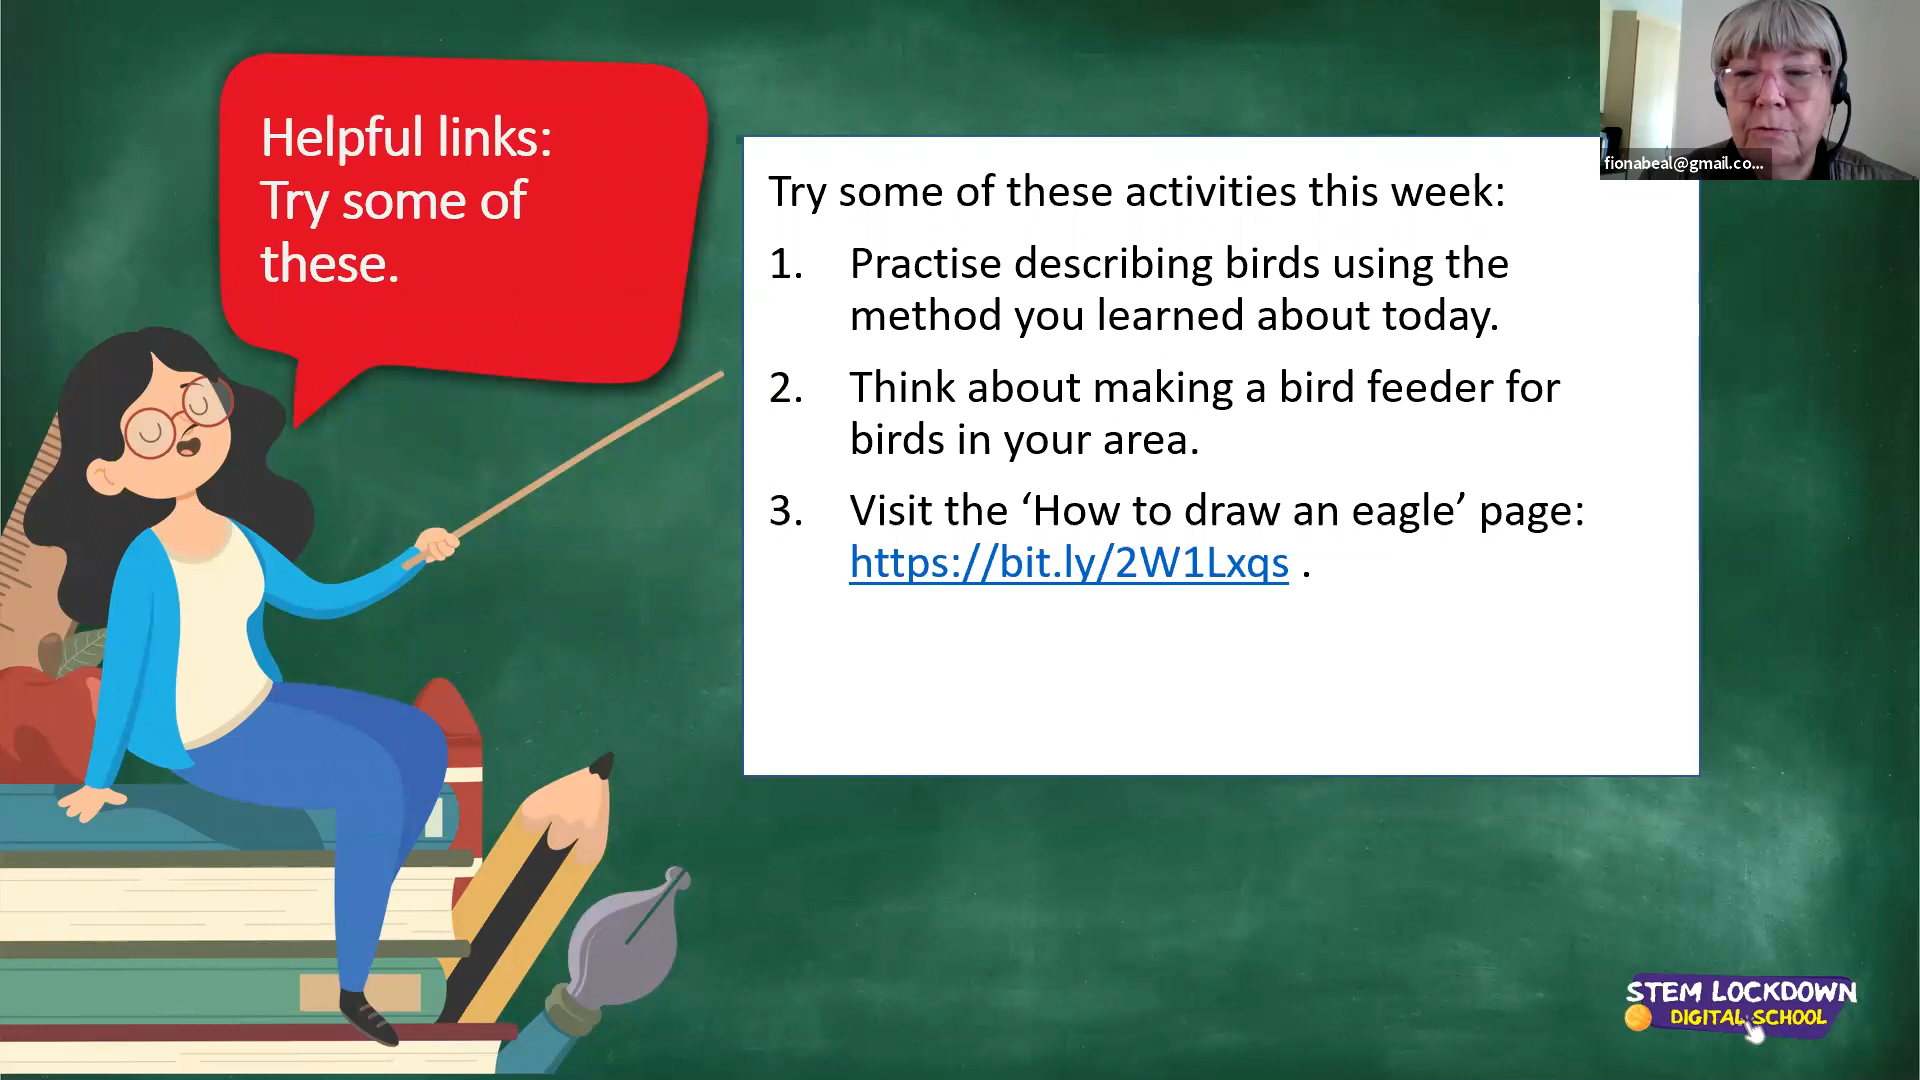 Helpful links:
Try some of
these.
fionabeal@gmail.co...
Try some of these activities this week:
1. Practise describing birds using the
method you learned about today.
2. Think about making a bird feeder for
birds in your area.
3. Visit the ‘How to draw an eagle’ page:
https://bit.ly/2W1Lxqs .
STEM LOCKDOWN
DIGITAL SCHOOL